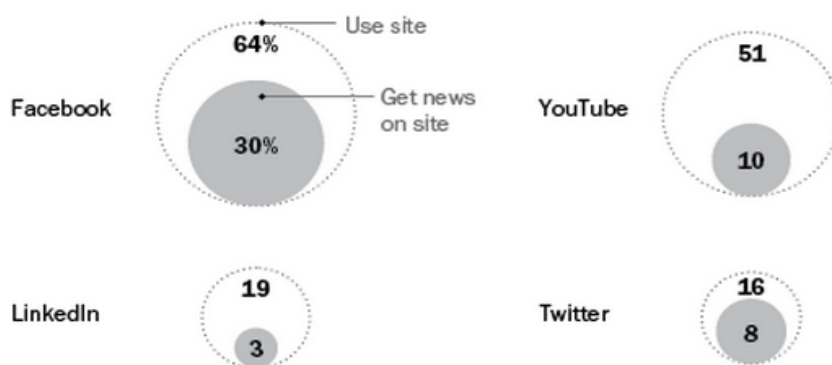 Use site
64%
51
Facebook
Get news
on site
YouTube
30%
10
19
16
LinkedIn
Twitter
3
8